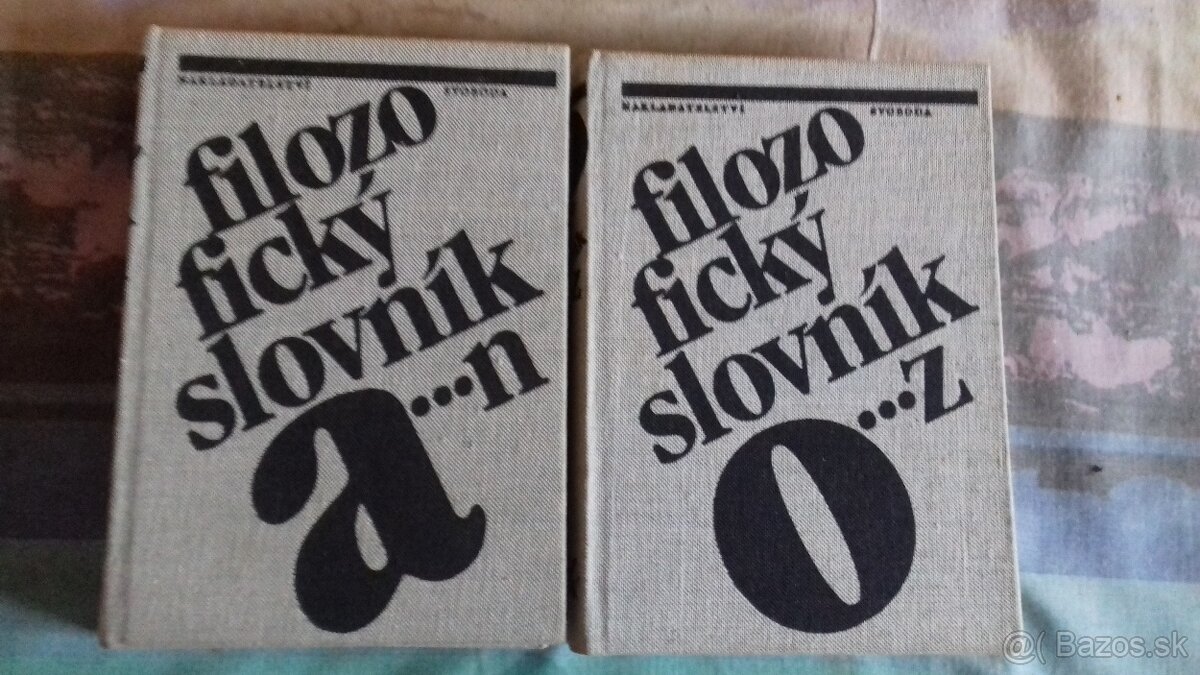 NAKLADATELSTVÍ SVOBODA
filozo
fický
slovník
a...n
NAKLADATELSTVÍ SVOBODA
filozo
fický
slovník
o...z
@( Bazos.sk